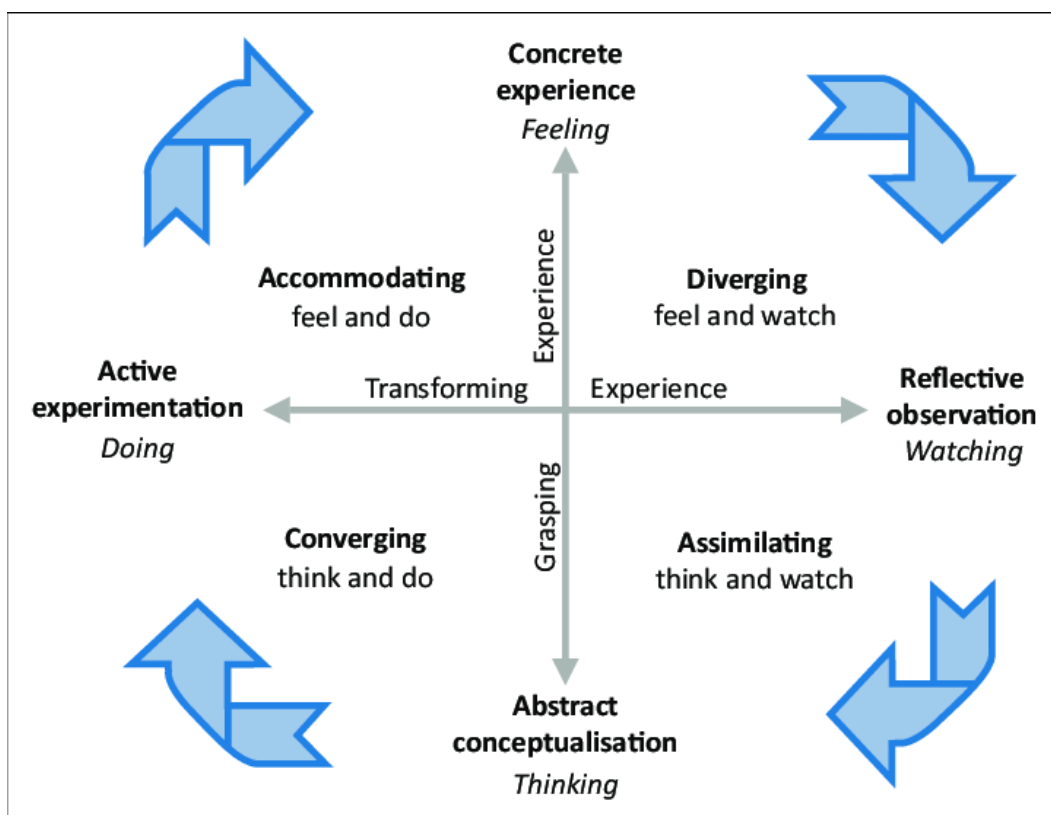 Concrete
experience
Feeling
Experience
Accommodating
feel and do
Diverging
feel and watch
Active
experimentation
Doing
Transforming
Experience
Reflective
observation
Watching
Grasping
Converging
think and do
Assimilating
think and watch
Abstract
conceptualisation
Thinking